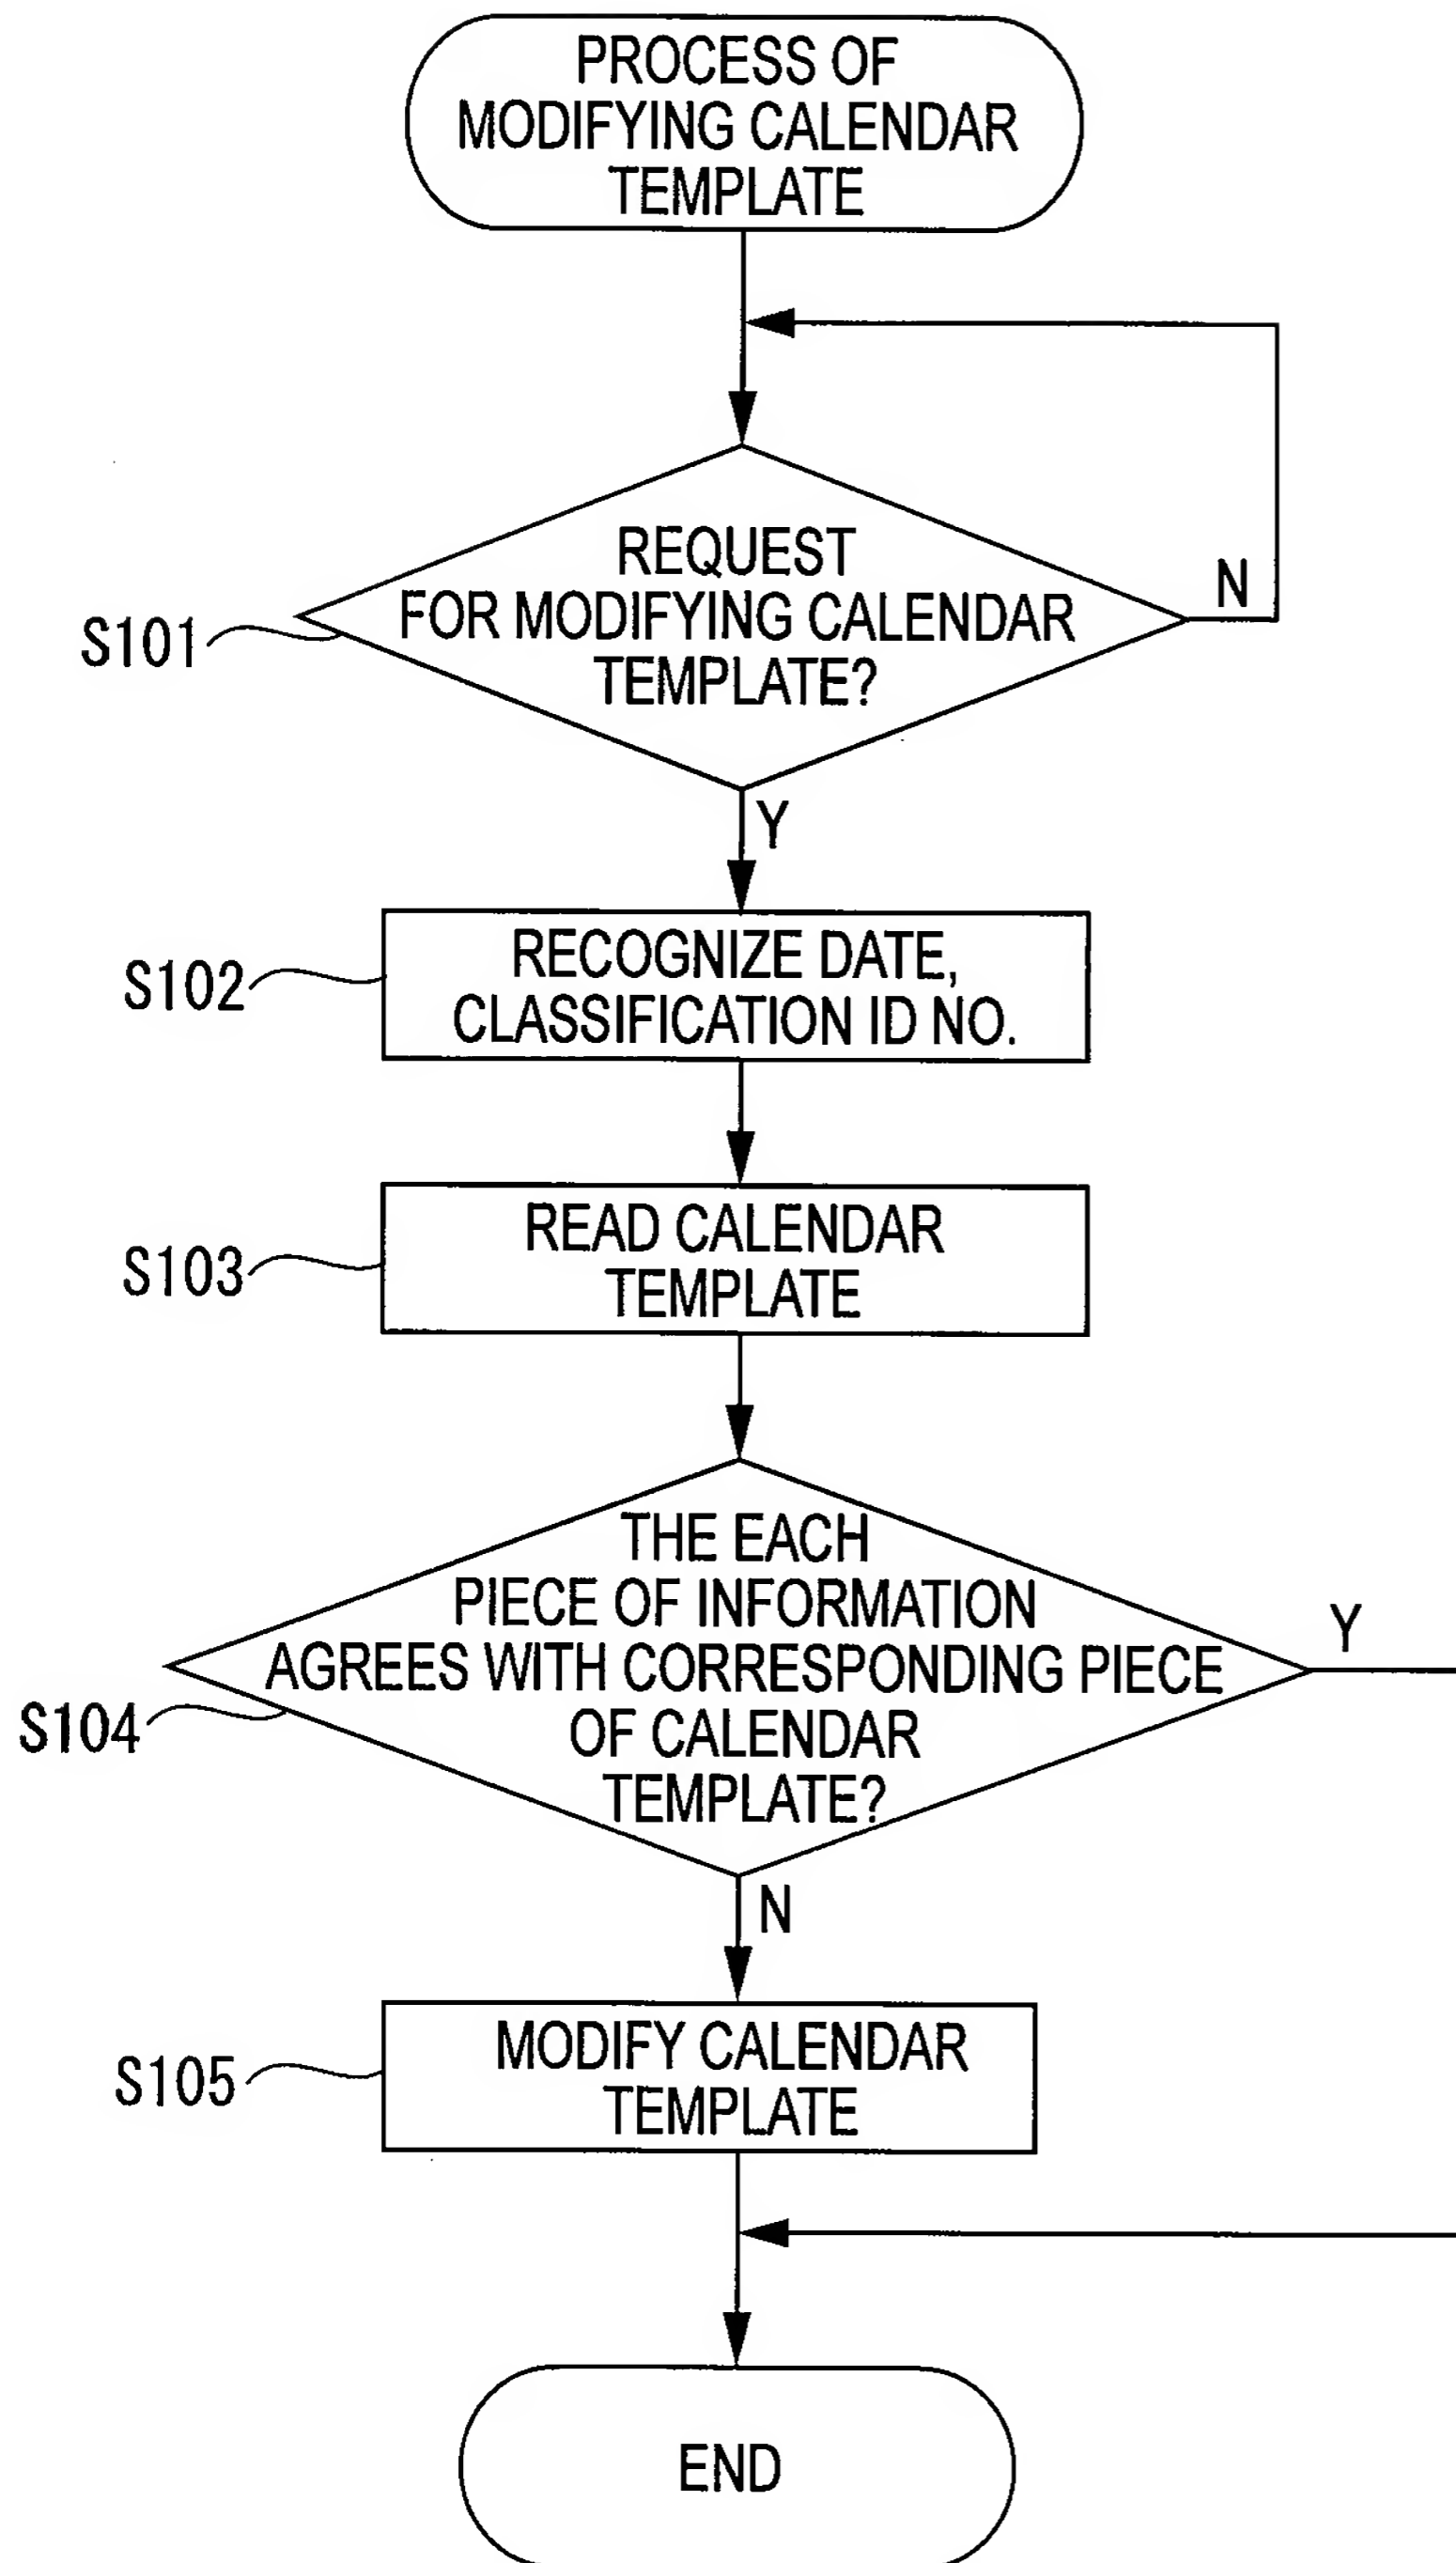 PROCESS OF
MODIFYING CALENDAR
TEMPLATE
REQUEST
FOR MODIFYING CALENDAR
TEMPLATE?
N
S101
Y
RECOGNIZE DATE,
CLASSIFICATION ID NO.
S102
READ CALENDAR
TEMPLATE
S103
THE EACH
PIECE OF INFORMATION
AGREES WITH CORRESPONDING PIECE
OF CALENDAR
TEMPLATE?
Y
S104
N
MODIFY CALENDAR
TEMPLATE
S105
END